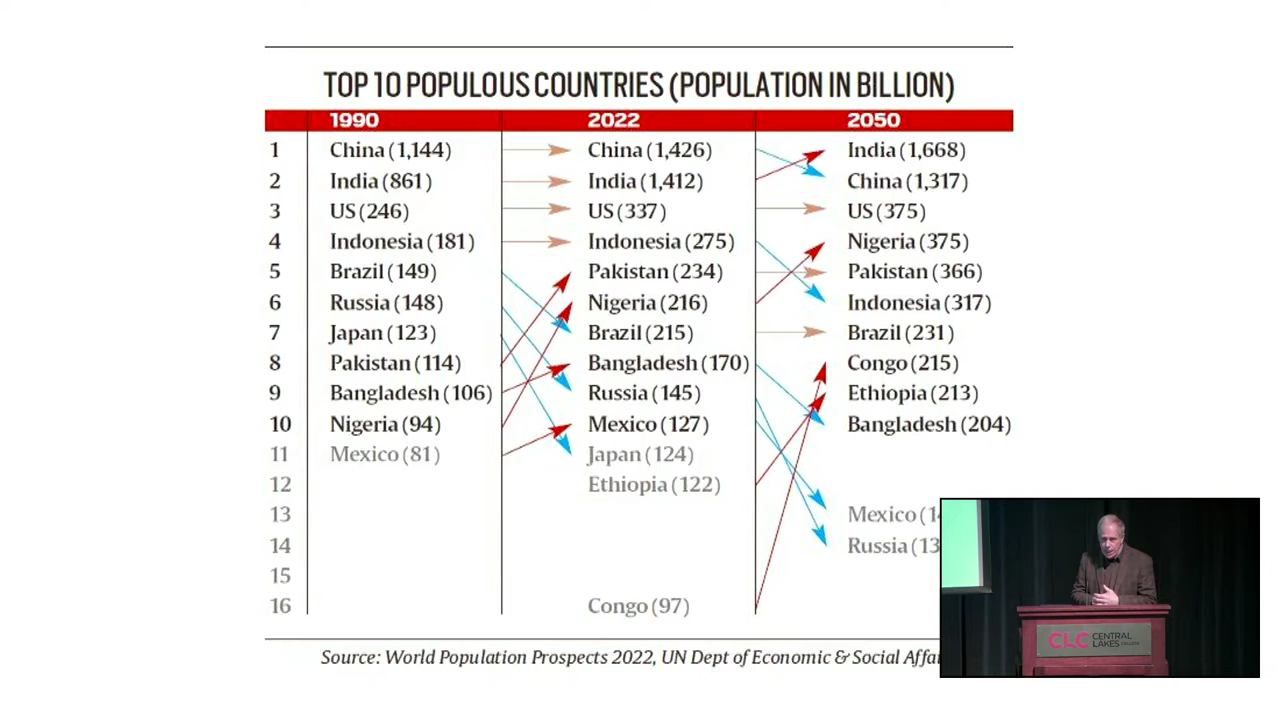 TOP 10 POPULOUS COUNTRIES (POPULATION IN BILLION)
1990 2022 2050
1 China (1,144) China (1,426) India (1,668)
2 India (861) India (1,412) China (1,317)
3 US (246) US (337) US (375)
4 Indonesia (181) Indonesia (275) Nigeria (375)
5 Brazil (149) Pakistan (234) Pakistan (366)
6 Russia (148) Nigeria (216) Indonesia (317)
7 Japan (123) Brazil (215) Brazil (231)
8 Pakistan (114) Bangladesh (170) Congo (215)
9 Bangladesh (106) Russia (145) Ethiopia (213)
10 Nigeria (94) Mexico (127) Bangladesh (204)
11 Mexico (81) Japan (124)
12 Ethiopia (122)
13 Mexico
14 Russia
15
16 Congo (97)
Source: World Population Prospects 2022, UN Dept of Economic & Social
CLC CENTRAL
LAKES COLLEGE